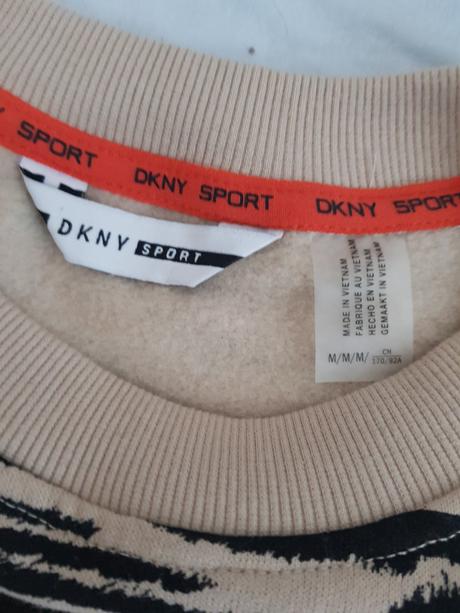 SPORT
DKNY SPORT
DKNY SPORT
DKNY SPORT
MADE IN VIETNAM
FABRIQUE AU VIETNAM
HECHO EN VIETNAM
GEMAAKT IN VIETNAM
M/M/M/ CN
170/92A